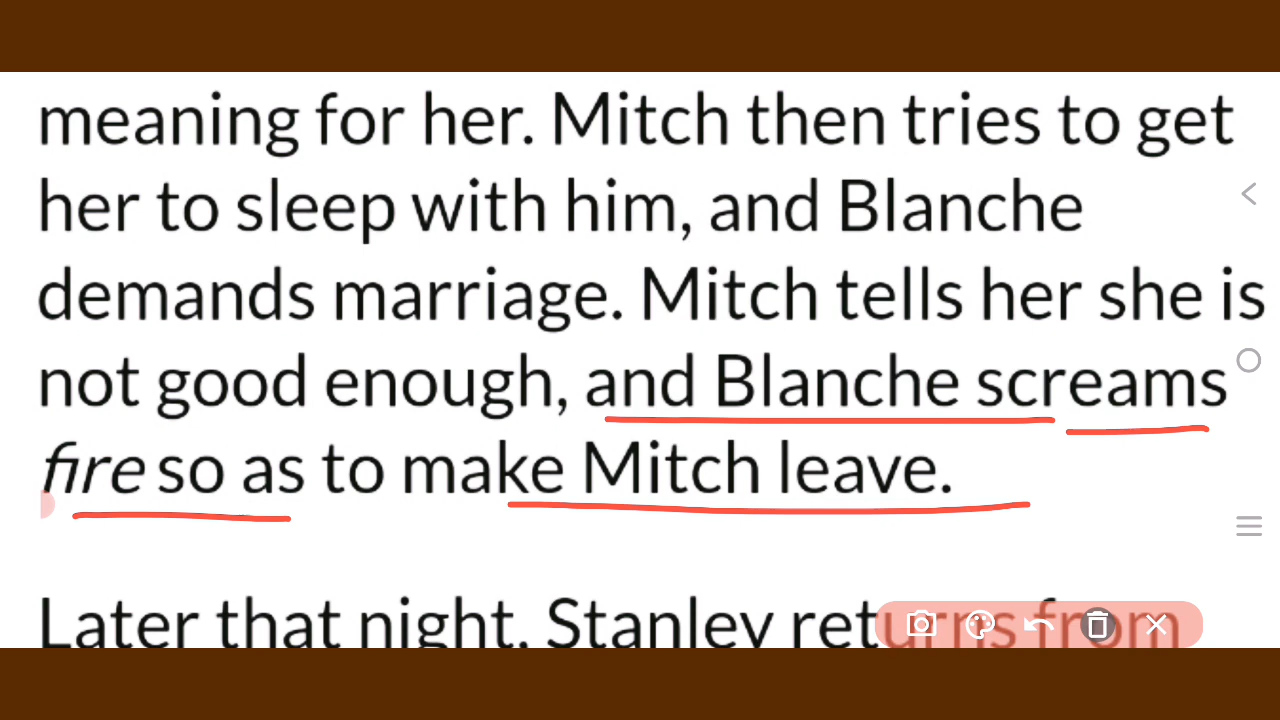 meaning for her. Mitch then tries to get
her to sleep with him, and Blanche
demands marriage. Mitch tells her she is
not good enough, and Blanche screams
fire so as to make Mitch leave.
Later that night, Stanley returns from